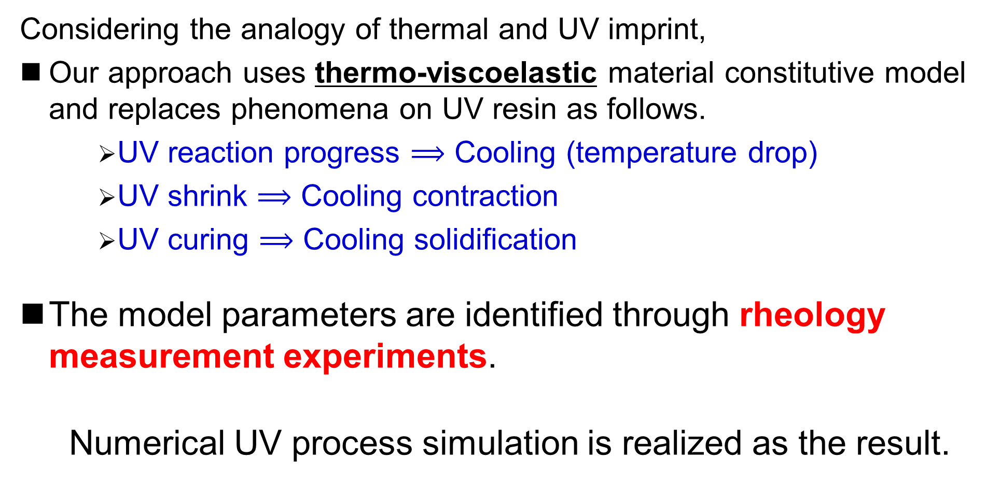 Considering the analogy of thermal and UV imprint,
■ Our approach uses thermo-viscoelastic material constitutive model
and replaces phenomena on UV resin as follows.
➢UV reaction progress ⟹ Cooling (temperature drop)
➢UV shrink ⟹ Cooling contraction
➢UV curing ⟹ Cooling solidification
■ The model parameters are identified through rheology
measurement experiments.
Numerical UV process simulation is realized as the result.